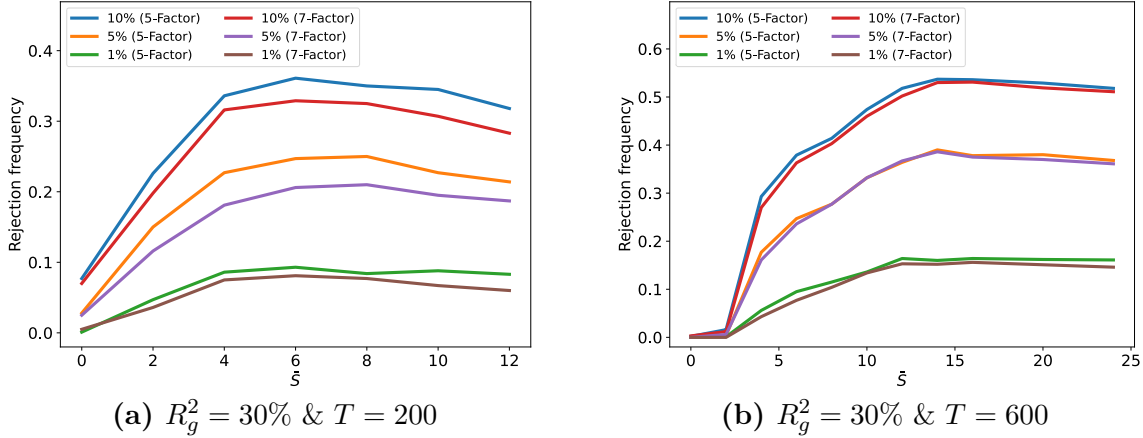 10% (5-Factor) 10% (7-Factor)
5% (5-Factor) 5% (7-Factor)
1% (5-Factor) 1% (7-Factor)
Rejection frequency
0.4
0.3
0.2
0.1
0.0
0 2 4 6 8 10 12
S̄
(a) R_g^2 = 30% & T = 200
10% (5-Factor) 10% (7-Factor)
5% (5-Factor) 5% (7-Factor)
1% (5-Factor) 1% (7-Factor)
Rejection frequency
0.6
0.5
0.4
0.3
0.2
0.1
0.0
0 5 10 15 20 25
S̄
(b) R_g^2 = 30% & T = 600